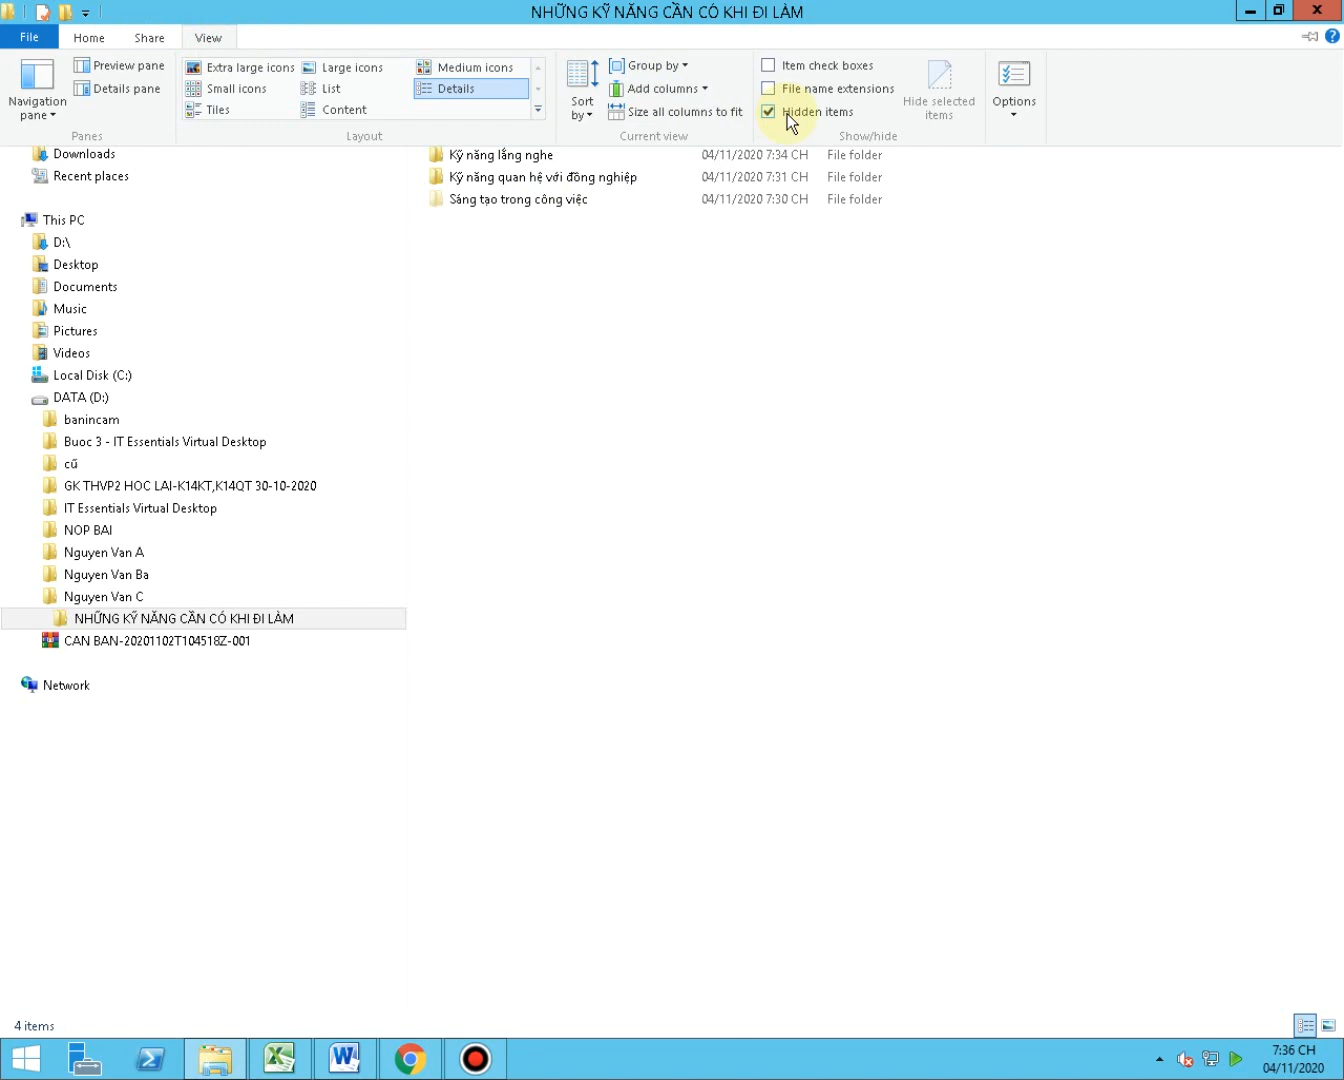 NHỮNG KỸ NĂNG CẦN CÓ KHI ĐI LÀM
File Home Share View
Navigation pane
Preview pane
Details pane
Panes
Extra large icons Large icons Medium icons
Small icons List Details
Tiles Content
Layout
Sort by
Group by
Add columns
Size all columns to fit
Current view
Item check boxes
File name extensions
Hidden items
Hide selected items
Show/hide
Options
Downloads
Recent places
This PC
D:\
Desktop
Documents
Music
Pictures
Videos
Local Disk (C:)
DATA (D:)
banincam
Buoc 3 - IT Essentials Virtual Desktop
cũ
GK THVP2 HOC LAI-K14KT,K14QT 30-10-2020
IT Essentials Virtual Desktop
NOP BAI
Nguyen Van A
Nguyen Van Ba
Nguyen Van C
NHỮNG KỸ NĂNG CẦN CÓ KHI ĐI LÀM
CAN BAN-20201102T104518Z-001
Network
Kỹ năng lắng nghe 04/11/2020 7:34 CH File folder
Kỹ năng quan hệ với đồng nghiệp 04/11/2020 7:31 CH File folder
Sáng tạo trong công việc 04/11/2020 7:30 CH File folder
4 items
7:36 CH
04/11/2020